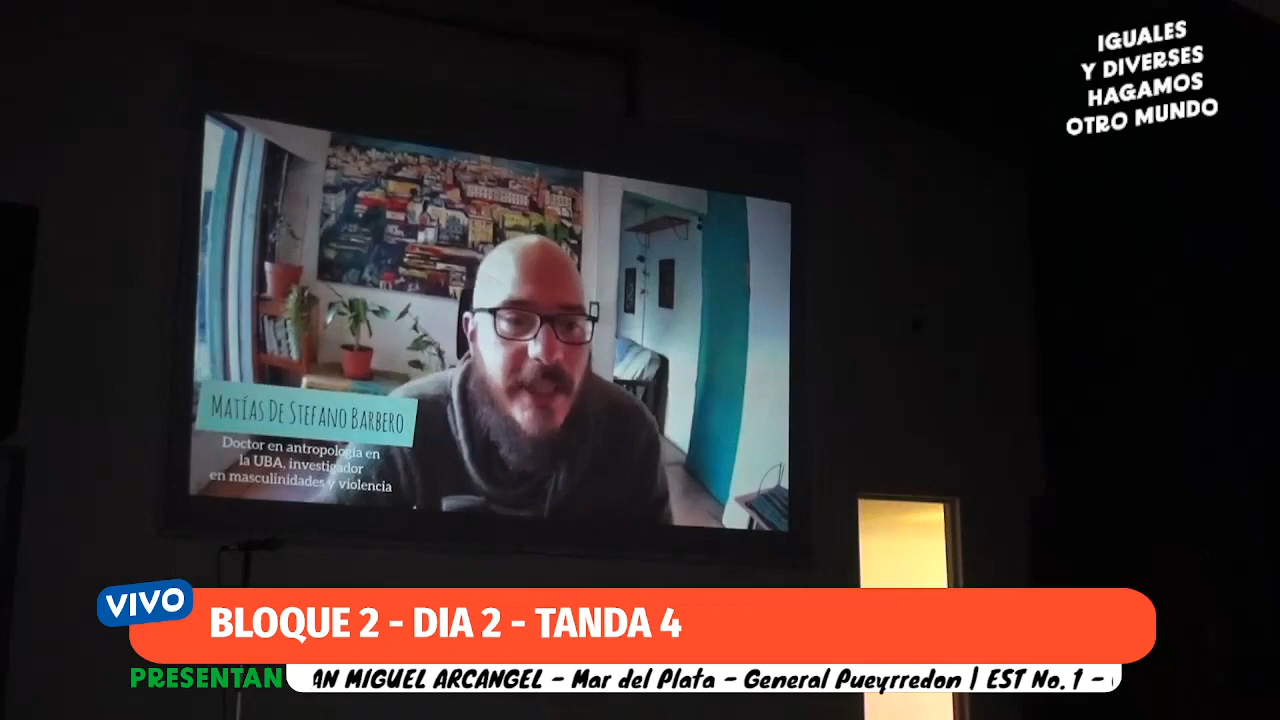 IGUALES
Y DIVERSES
HAGAMOS
OTRO MUNDO
MATÍAS DE STEFANO BARBERO
Doctor en antropología en
la UBA, investigador
en masculinidades y violencia
VIVO
BLOQUE 2 - DIA 2 - TANDA 4
PRESENTAN
AN MIGUEL ARCANGEL - Mar del Plata - General Pueyrredon | EST No. 1 -